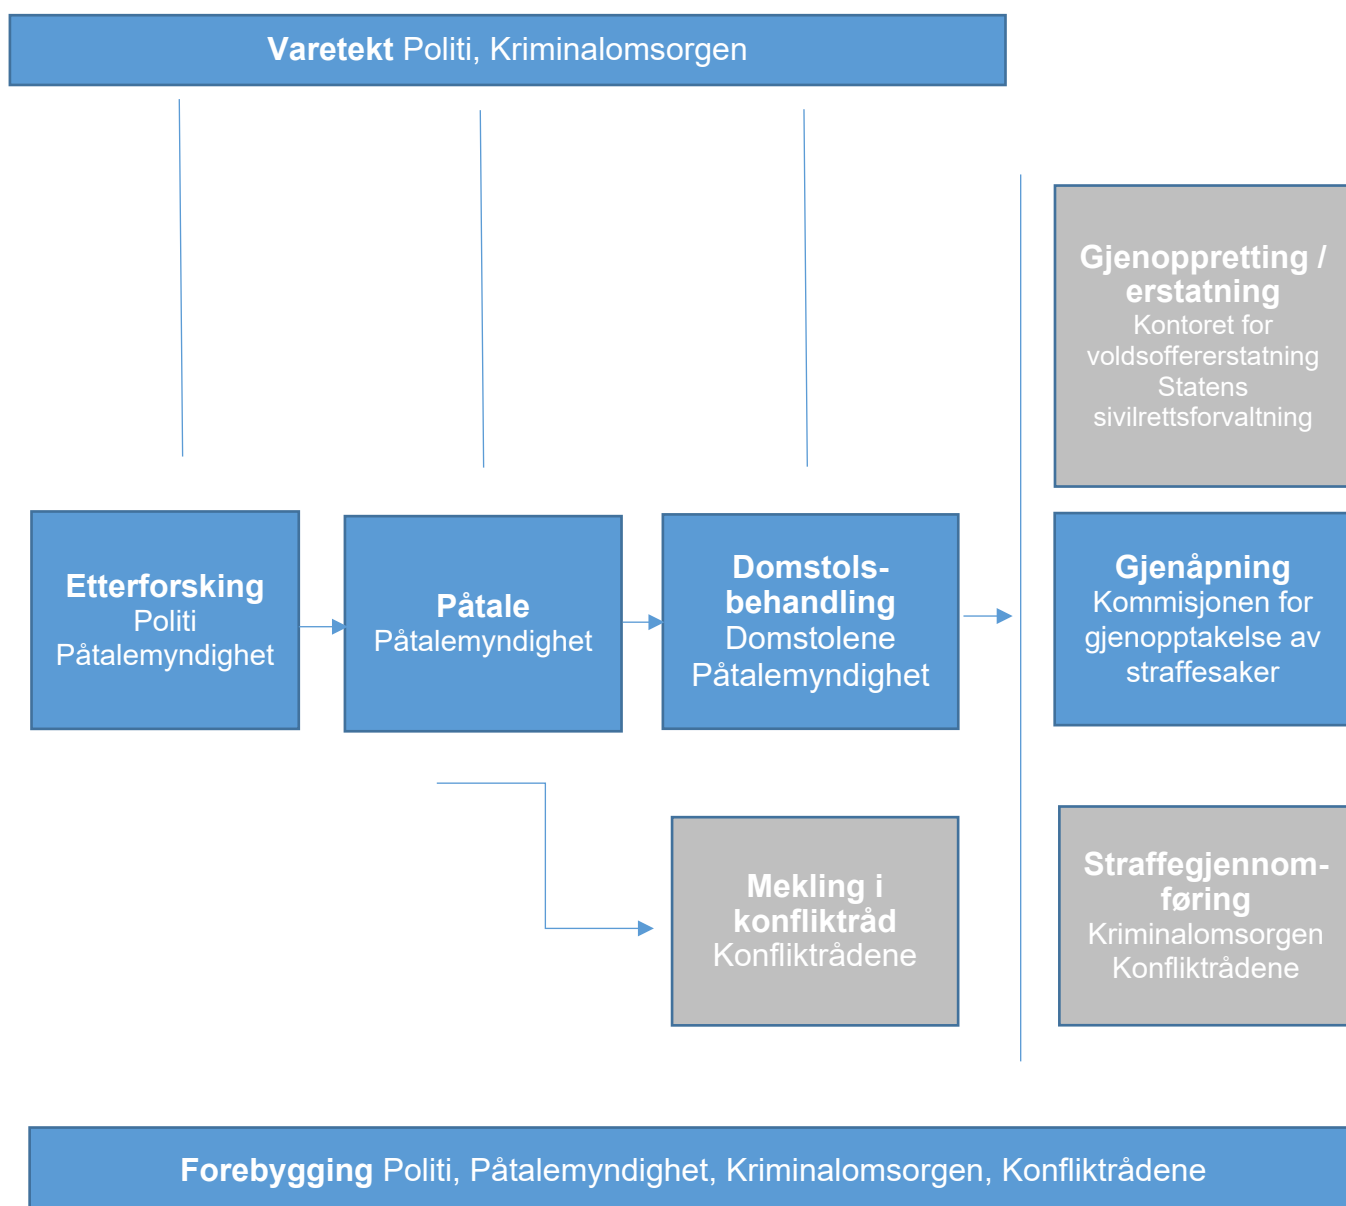 Varetekt Politi, Kriminalomsorgen
Gjenoppretting /
erstatning
Kontoret for
voldsoffererstatning
Statens
sivilrettsforvaltning
Etterforsking
Politi
Påtalemyndighet
Påtale
Påtalemyndighet
Domstols-
behandling
Domstolene
Påtalemyndighet
Gjenåpning
Kommisjonen for
gjenopptakelse av
straffesaker
Mekling i
konfliktråd
Konfliktrådene
Straffegjennom-
føring
Kriminalomsorgen
Konfliktrådene
Forebygging Politi, Påtalemyndighet, Kriminalomsorgen, Konfliktrådene